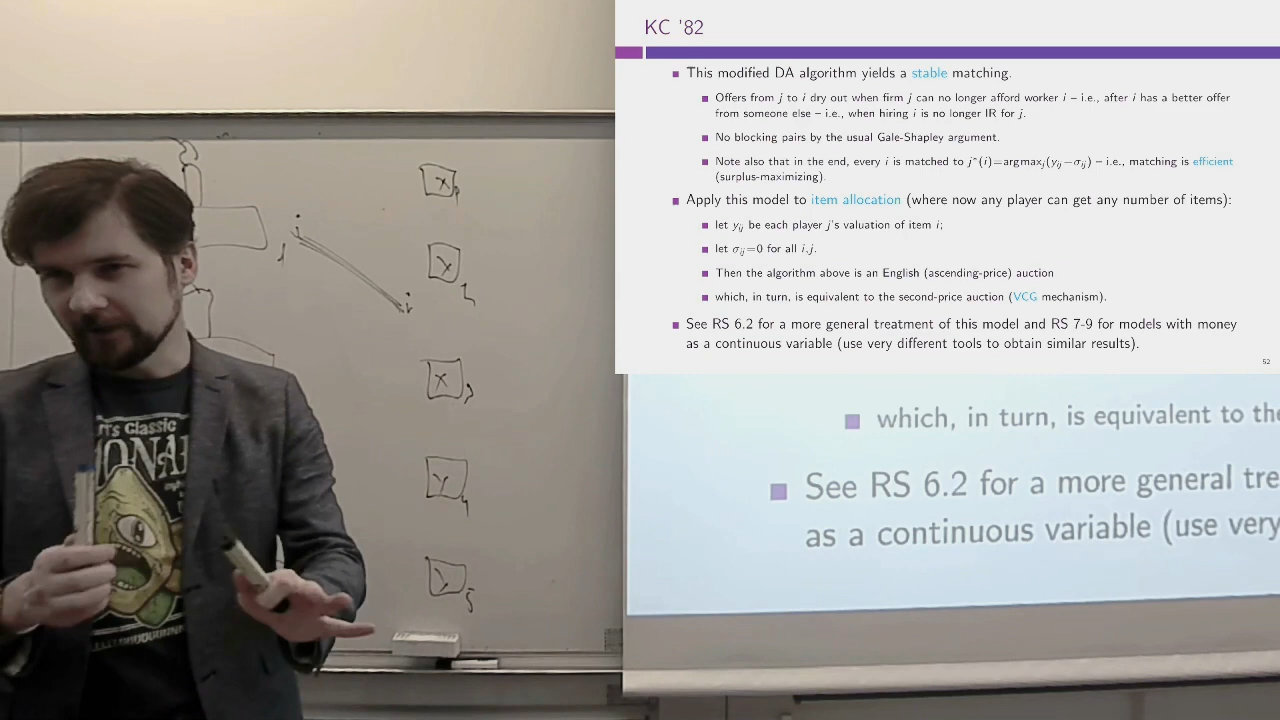 KC '82
This modified DA algorithm yields a stable matching.
Offers from j to i dry out when firm j can no longer afford worker i – i.e., after i has a better offer
from someone else – i.e., when hiring i is no longer IR for j.
No blocking pairs by the usual Gale-Shapley argument.
Note also that in the end, every i is matched to j*(i)=argmaxⱼ(yᵢⱼ−σᵢⱼ) – i.e., matching is efficient
(surplus-maximizing).
Apply this model to item allocation (where now any player can get any number of items):
let yᵢⱼ be each player j's valuation of item i;
let σᵢⱼ=0 for all i,j.
Then the algorithm above is an English (ascending-price) auction
which, in turn, is equivalent to the second-price auction (VCG mechanism).
See RS 6.2 for a more general treatment of this model and RS 7-9 for models with money
as a continuous variable (use very different tools to obtain similar results).
52
which, in turn, is equivalent to the
See RS 6.2 for a more general tre
as a continuous variable (use very
i
1
i
X
X
2
X
3
4
5
IT'S Classic